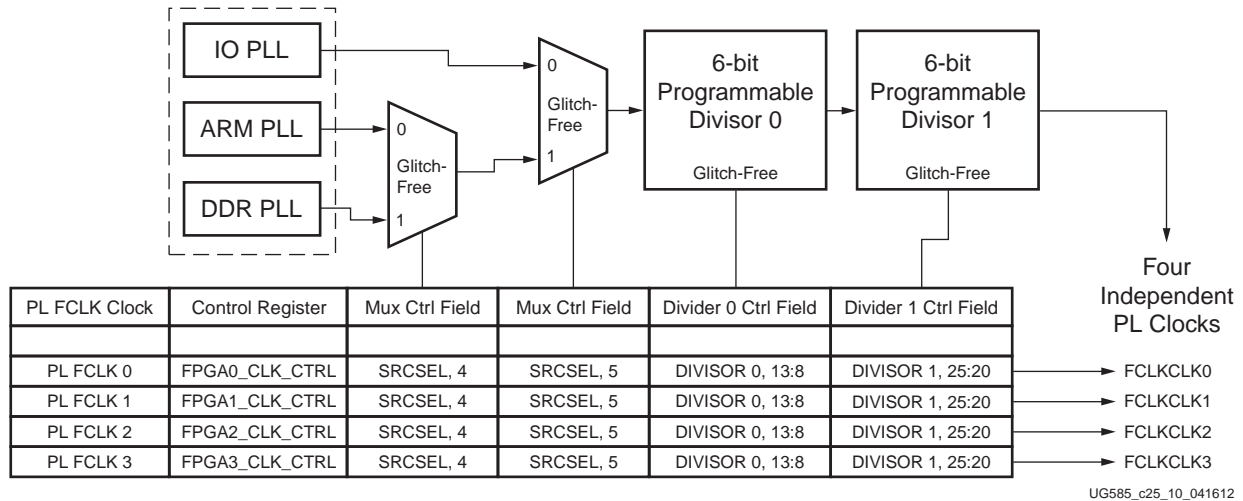 IO PLL
ARM PLL
DDR PLL
0
Glitch-
Free
1
0
Glitch-
Free
1
6-bit
Programmable
Divisor 0
Glitch-Free
6-bit
Programmable
Divisor 1
Glitch-Free
Four
Independent
PL Clocks
PL FCLK Clock Control Register Mux Ctrl Field Mux Ctrl Field Divider 0 Ctrl Field Divider 1 Ctrl Field
PL FCLK 0 FPGA0_CLK_CTRL SRCSEL, 4 SRCSEL, 5 DIVISOR 0, 13:8 DIVISOR 1, 25:20 FCLKCLK0
PL FCLK 1 FPGA1_CLK_CTRL SRCSEL, 4 SRCSEL, 5 DIVISOR 0, 13:8 DIVISOR 1, 25:20 FCLKCLK1
PL FCLK 2 FPGA2_CLK_CTRL SRCSEL, 4 SRCSEL, 5 DIVISOR 0, 13:8 DIVISOR 1, 25:20 FCLKCLK2
PL FCLK 3 FPGA3_CLK_CTRL SRCSEL, 4 SRCSEL, 5 DIVISOR 0, 13:8 DIVISOR 1, 25:20 FCLKCLK3
UG585_c25_10_041612